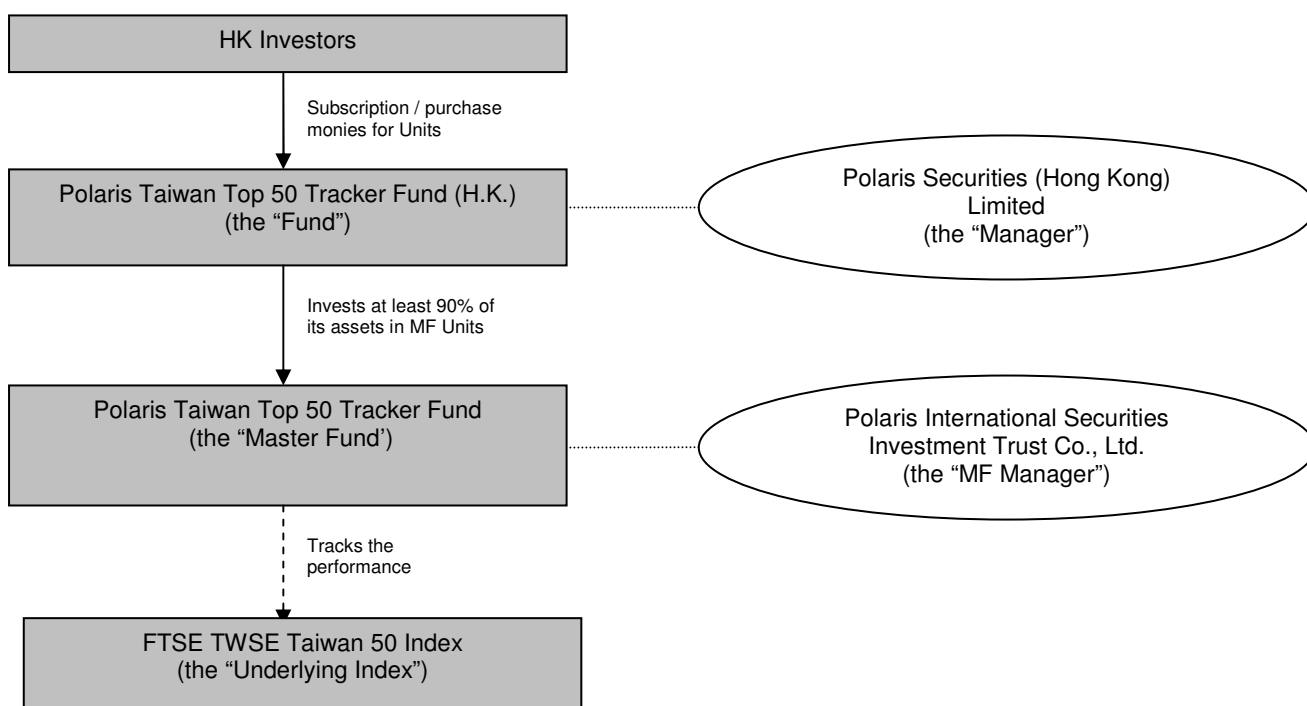 HK Investors
Subscription / purchase
monies for Units
Polaris Taiwan Top 50 Tracker Fund (H.K.)
(the “Fund”)
Polaris Securities (Hong Kong)
Limited
(the “Manager”)
Invests at least 90% of
its assets in MF Units
Polaris Taiwan Top 50 Tracker Fund
(the “Master Fund’)
Polaris International Securities
Investment Trust Co., Ltd.
(the “MF Manager”)
Tracks the
performance
FTSE TWSE Taiwan 50 Index
(the “Underlying Index”)